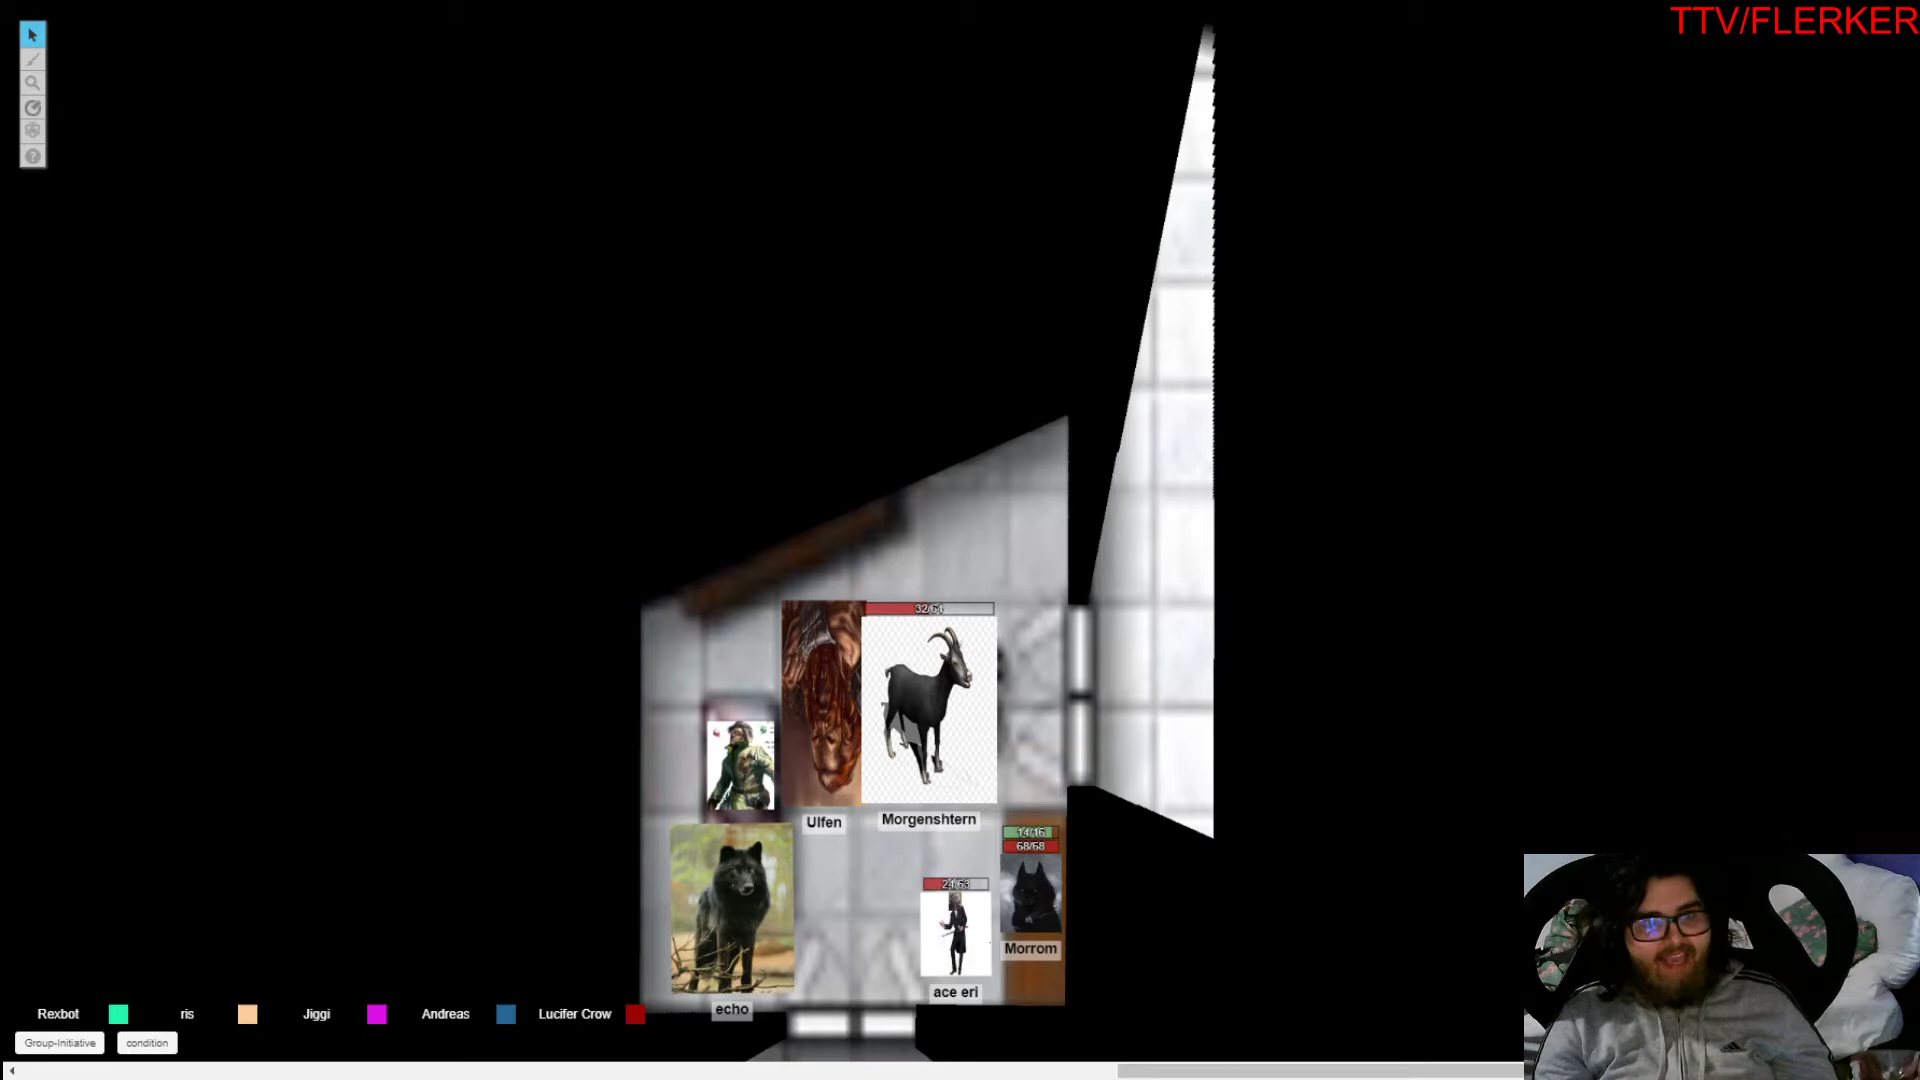 TTV/FLERKER
32/64
Ulfen
Morgenshtern
14/16
68/68
24/63
Morrom
ace eri
echo
Rexbot
ris
Jiggi
Andreas
Lucifer Crow
Group-Initiative
condition